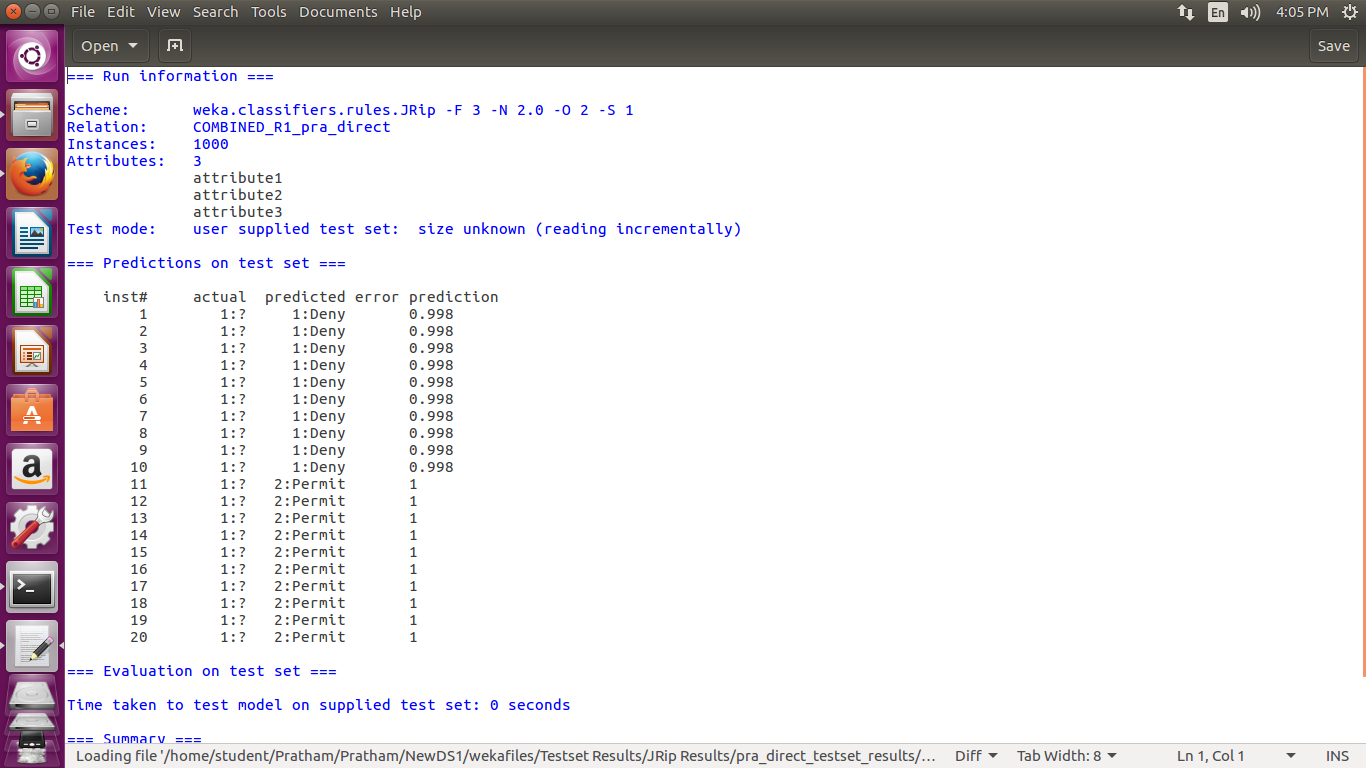 File Edit View Search Tools Documents Help En 4:05 PM
Open Save
=== Run information ===
Scheme: weka.classifiers.rules.JRip -F 3 -N 2.0 -O 2 -S 1
Relation: COMBINED_R1_pra_direct
Instances: 1000
Attributes: 3
attribute1
attribute2
attribute3
Test mode: user supplied test set: size unknown (reading incrementally)
=== Predictions on test set ===
inst# actual predicted error prediction
1 1:? 1:Deny 0.998
2 1:? 1:Deny 0.998
3 1:? 1:Deny 0.998
4 1:? 1:Deny 0.998
5 1:? 1:Deny 0.998
6 1:? 1:Deny 0.998
7 1:? 1:Deny 0.998
8 1:? 1:Deny 0.998
9 1:? 1:Deny 0.998
10 1:? 1:Deny 0.998
11 1:? 2:Permit 1
12 1:? 2:Permit 1
13 1:? 2:Permit 1
14 1:? 2:Permit 1
15 1:? 2:Permit 1
16 1:? 2:Permit 1
17 1:? 2:Permit 1
18 1:? 2:Permit 1
19 1:? 2:Permit 1
20 1:? 2:Permit 1
=== Evaluation on test set ===
Time taken to test model on supplied test set: 0 seconds
=== Summary ===
Loading file '/home/student/Pratham/Pratham/NewDS1/wekafiles/Testset Results/JRip Results/pra_direct_testset_results/… Diff Tab Width: 8 Ln 1, Col 1 INS